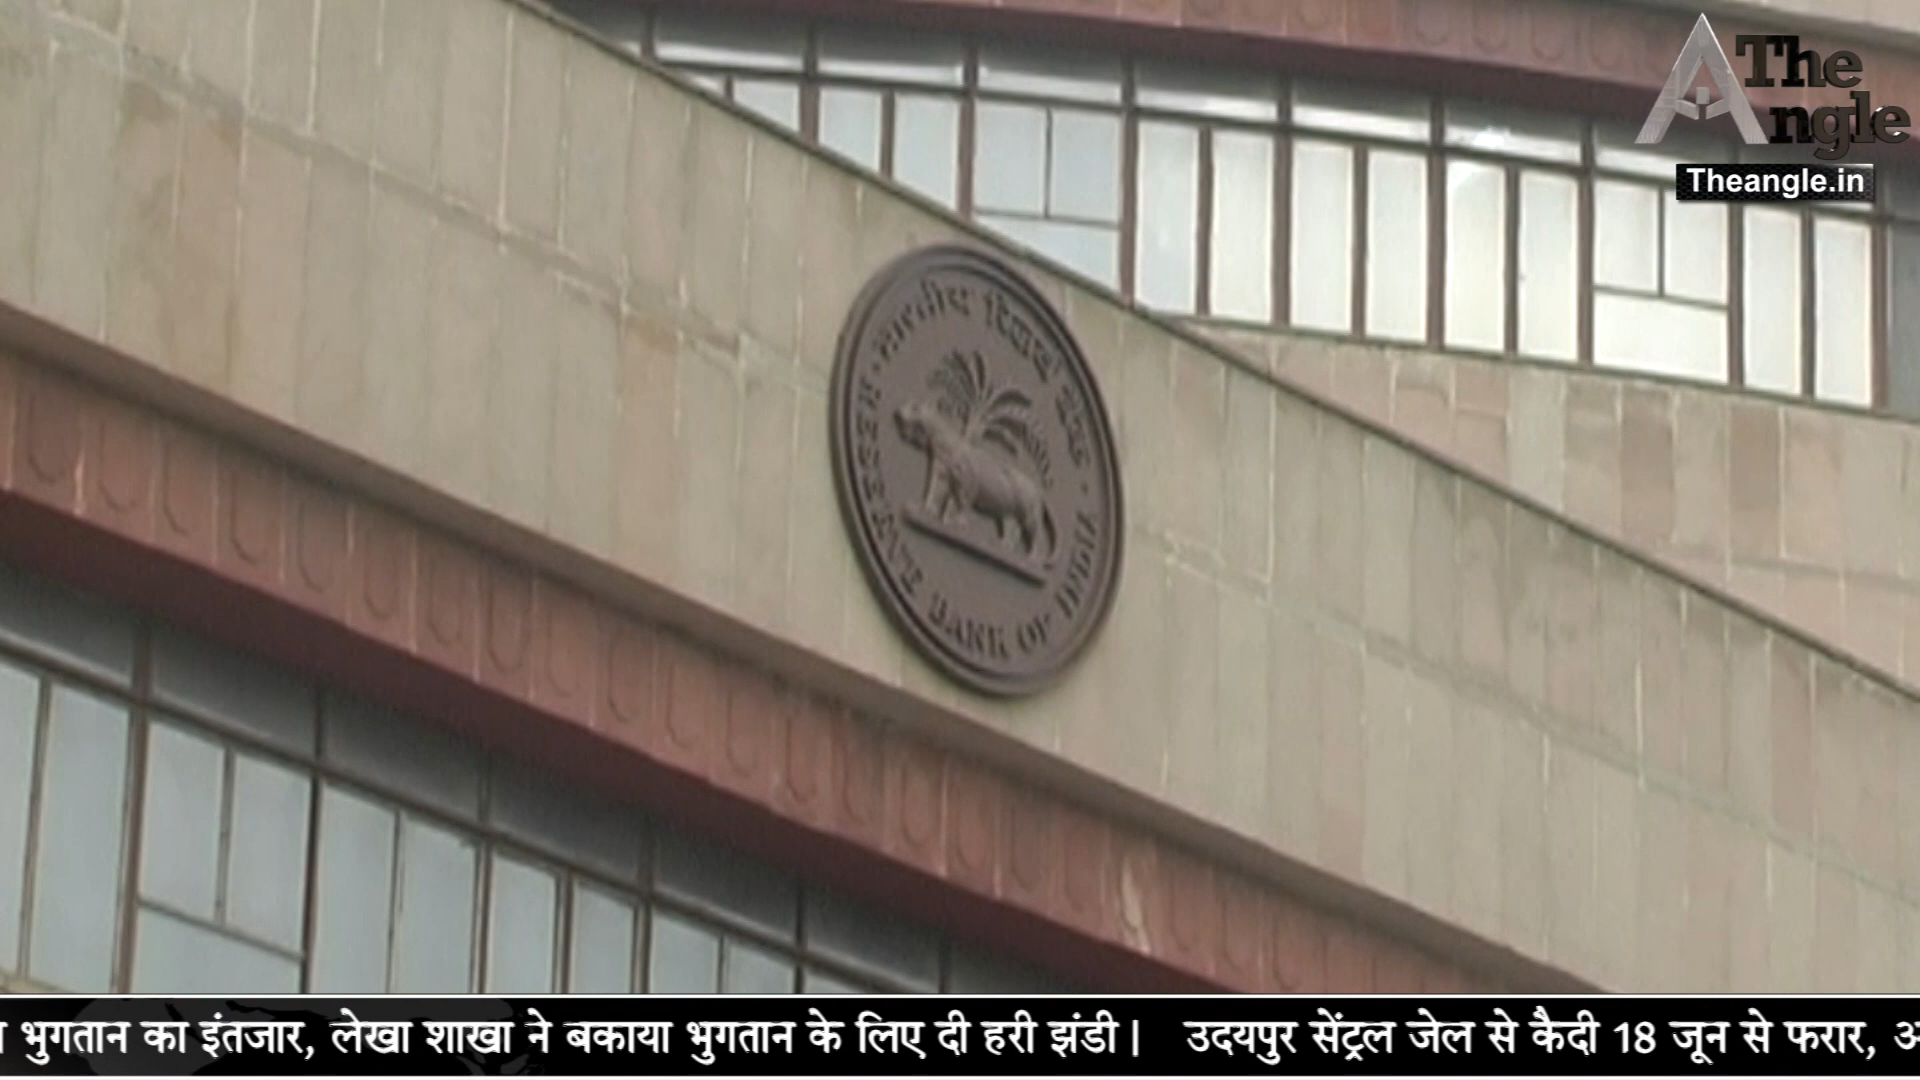 The
Angle
Theangle.in
भारतीय रिज़र्व बैंक
RESERVE BANK OF INDIA
भुगतान का इंतजार, लेखा शाखा ने बकाया भुगतान के लिए दी हरी झंडी | उदयपुर सेंट्रल जेल से कैदी 18 जून से फरार,